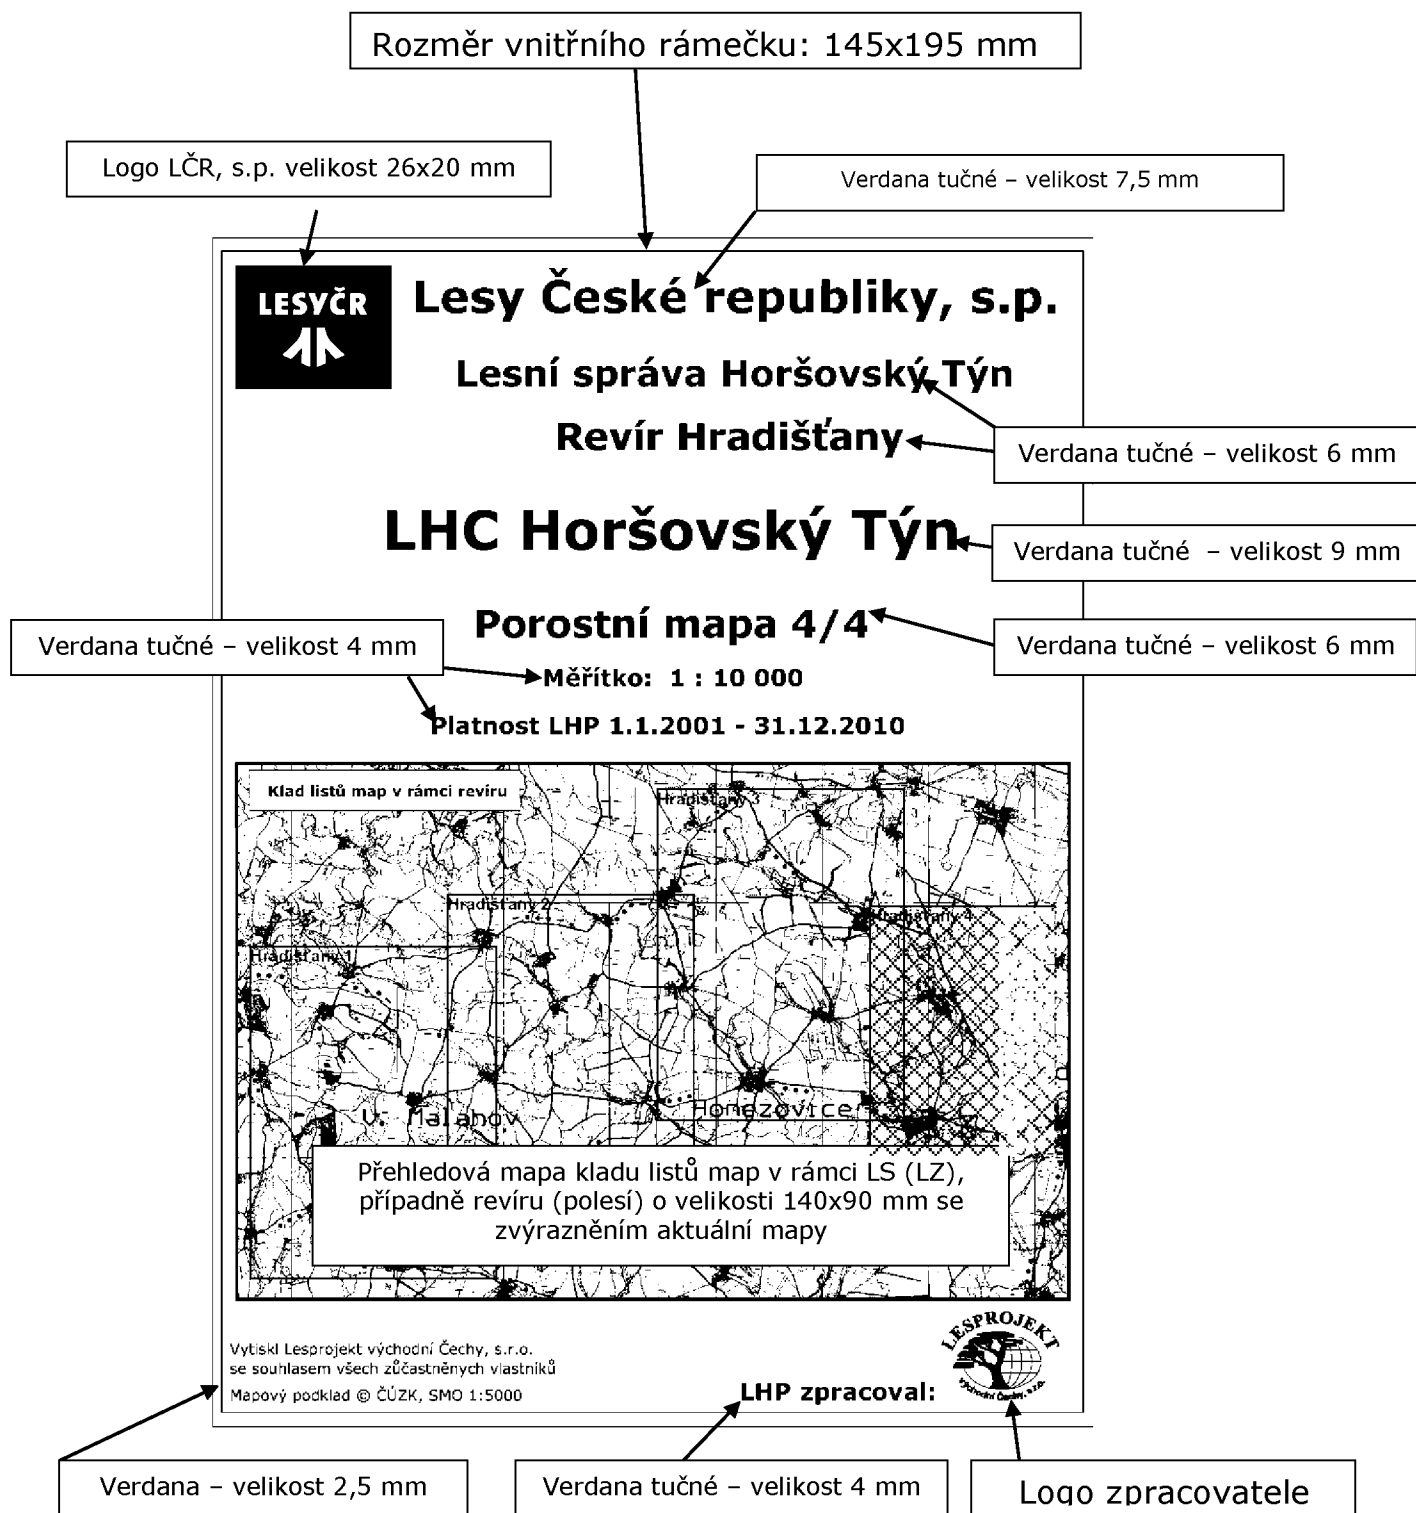 Rozměr vnitřního rámečku: 145x195 mm
Logo LČR, s.p. velikost 26x20 mm
Verdana tučné – velikost 7,5 mm
LESYČR
Lesy České republiky, s.p.
Lesní správa Horšovský Týn
Revír Hradišťany
Verdana tučné – velikost 6 mm
LHC Horšovský Týn
Verdana tučné – velikost 9 mm
Porostní mapa 4/4
Verdana tučné – velikost 4 mm
Verdana tučné – velikost 6 mm
Měřítko: 1 : 10 000
Platnost LHP 1.1.2001 - 31.12.2010
Klad listů map v rámci revíru
Hradišťany 3
Hradišťany 2
Hradišťany 4
Hradišťany 1
V. Malahov
Honezovice
Přehledová mapa kladu listů map v rámci LS (LZ),
případně revíru (polesí) o velikosti 140x90 mm se
zvýrazněním aktuální mapy
LESPROJEKT
východní Čechy, s.r.o.
Vytiskl Lesprojekt východní Čechy, s.r.o.
se souhlasem všech zůčastněných vlastníků
Mapový podklad © ČÚZK, SMO 1:5000
LHP zpracoval:
Verdana – velikost 2,5 mm
Verdana tučné – velikost 4 mm
Logo zpracovatele